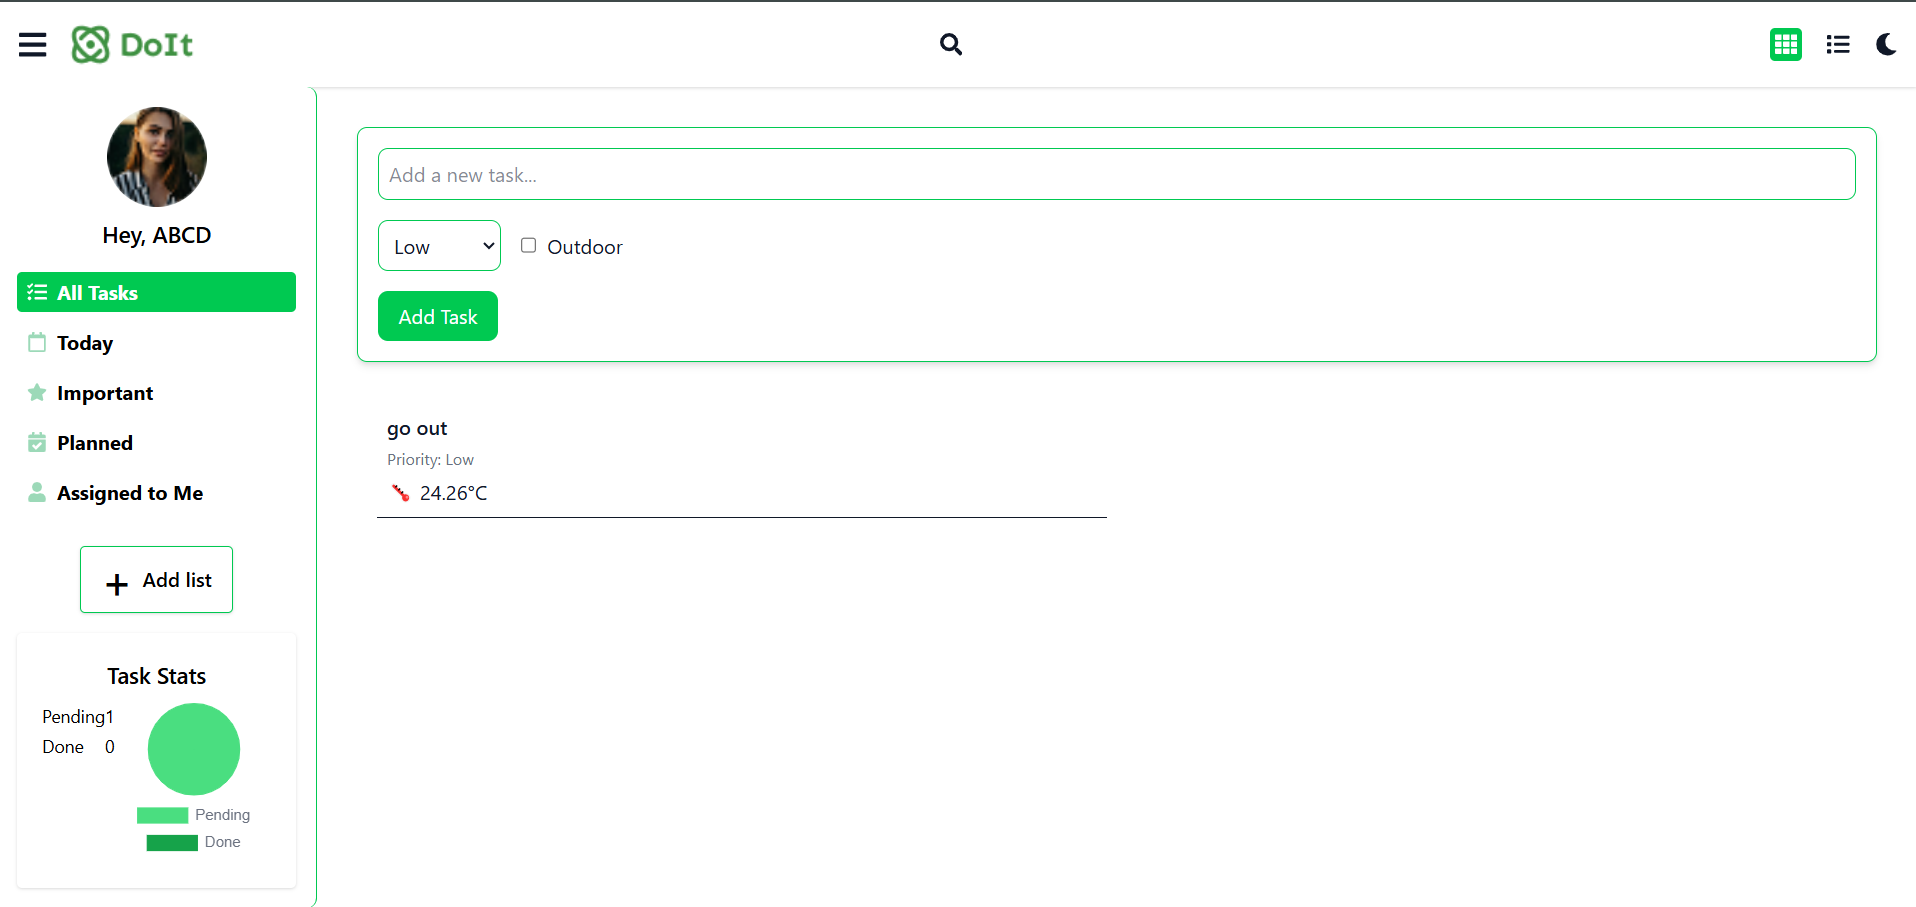 DoIt
Hey, ABCD
All Tasks
Today
Important
Planned
Assigned to Me
Add list
Task Stats
Pending1
Done 0
Pending
Done
Add a new task...
Low
Outdoor
Add Task
go out
Priority: Low
24.26°C